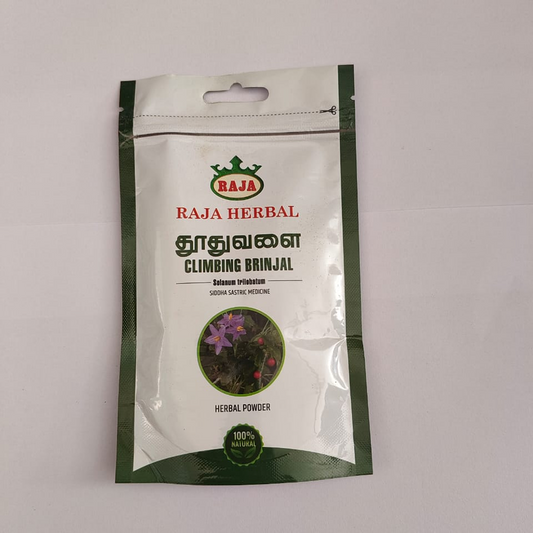 RAJA
RAJA HERBAL
தூதுவளை
CLIMBING BRINJAL
Solanum trilobatum
SIDDHA SASTRIC MEDICINE
HERBAL POWDER
100%
NATURAL